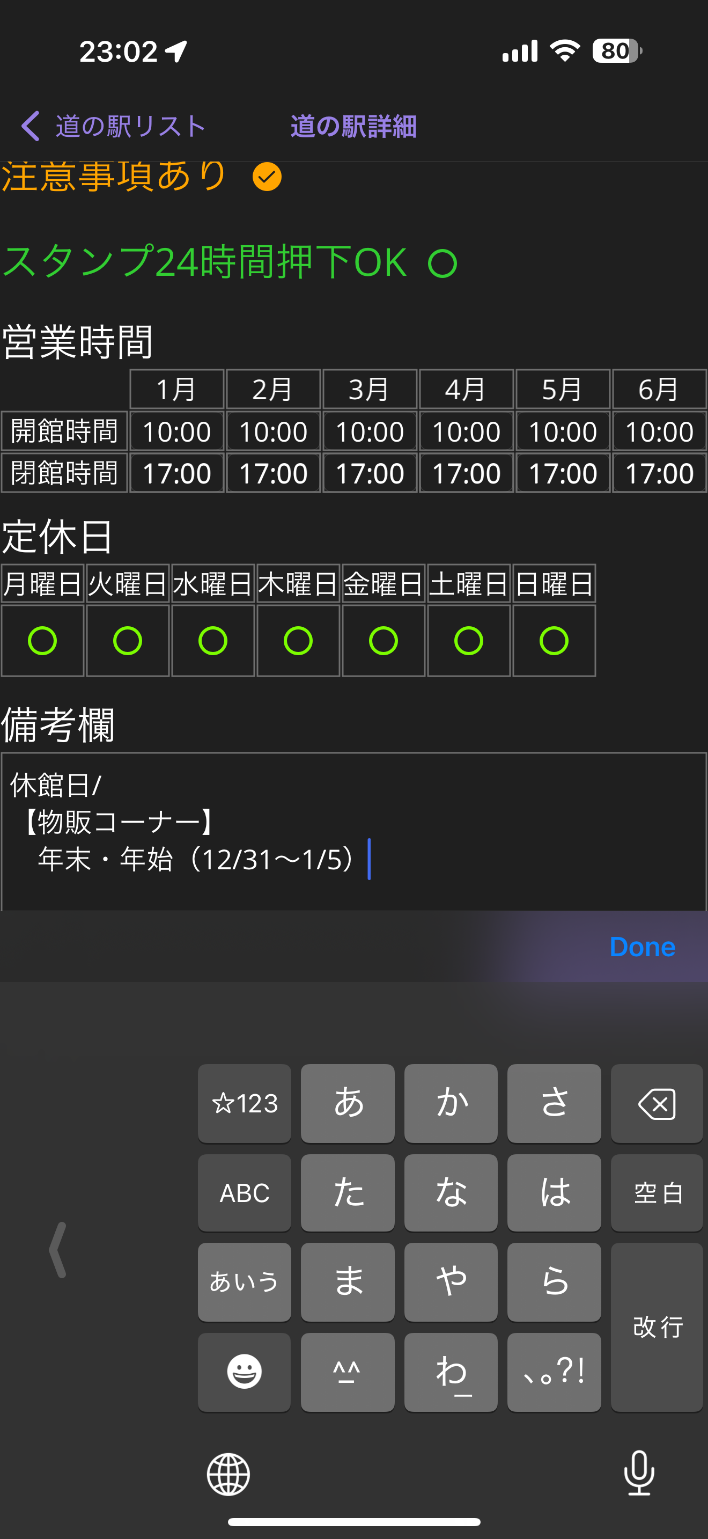 23:02
80
道の駅リスト 道の駅詳細
注意事項あり
スタンプ24時間押下OK
営業時間
1月 2月 3月 4月 5月 6月
開館時間 10:00 10:00 10:00 10:00 10:00 10:00
閉館時間 17:00 17:00 17:00 17:00 17:00 17:00
定休日
月曜日 火曜日 水曜日 木曜日 金曜日 土曜日 日曜日
○ ○ ○ ○ ○ ○ ○
備考欄
休館日/
【物販コーナー】
年末・年始（12/31〜1/5）
Done
☆123 あ か さ
ABC た な は 空白
あいう ま や ら 改行
^^ わ 、。?!